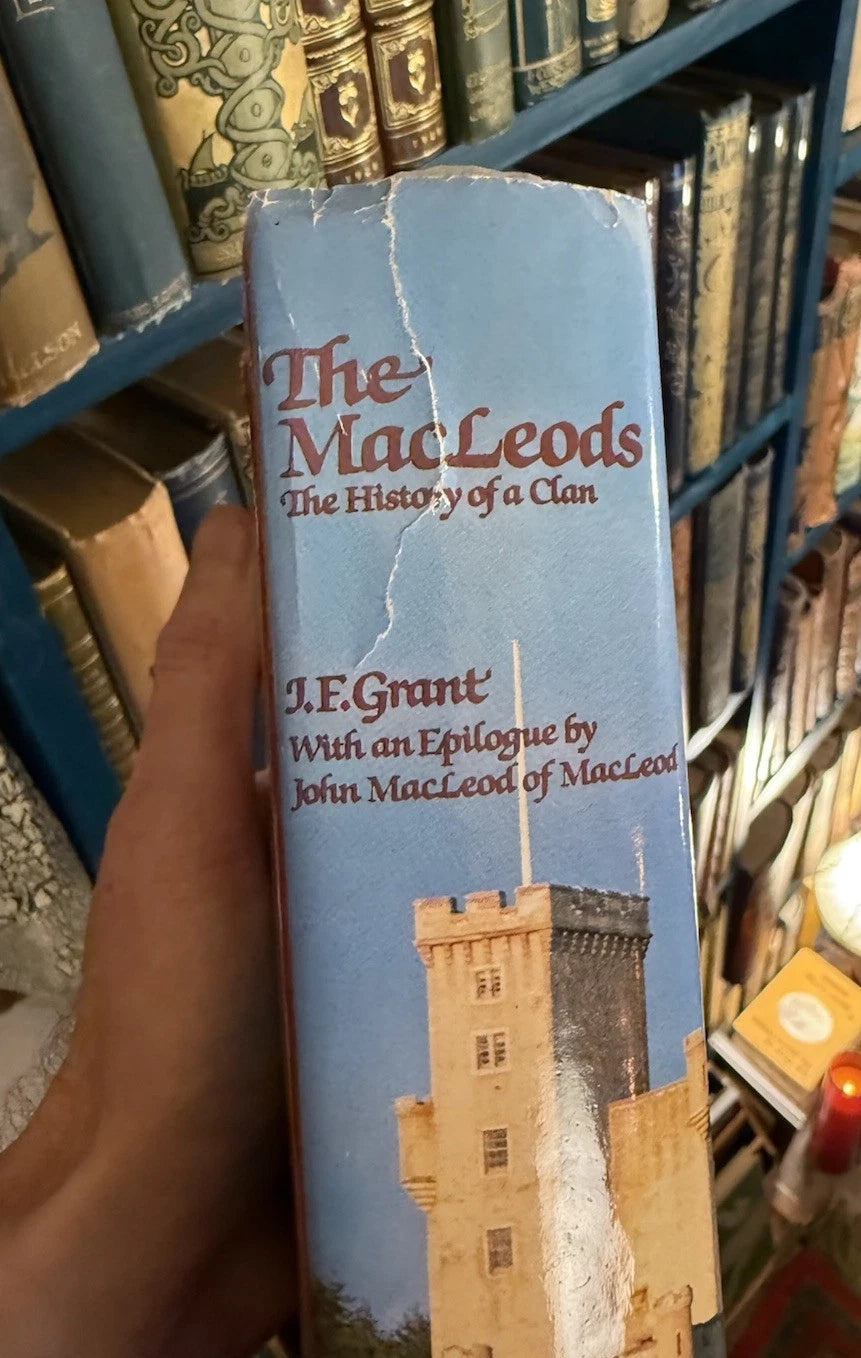 The
MacLeods
The History of a Clan
I.F. Grant
With an Epilogue by
John MacLeod of MacLeod